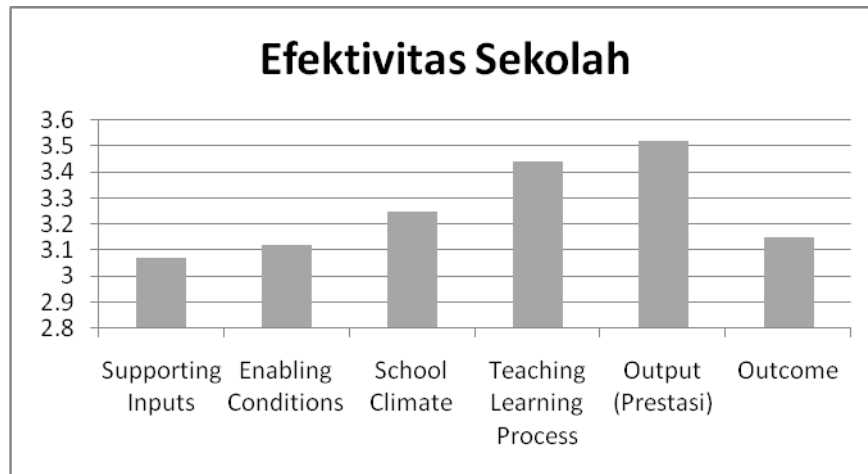 Efektivitas Sekolah
3.6
3.5
3.4
3.3
3.2
3.1
3
2.9
2.8
Supporting
Inputs
Enabling
Conditions
School
Climate
Teaching
Learning
Process
Output
(Prestasi)
Outcome